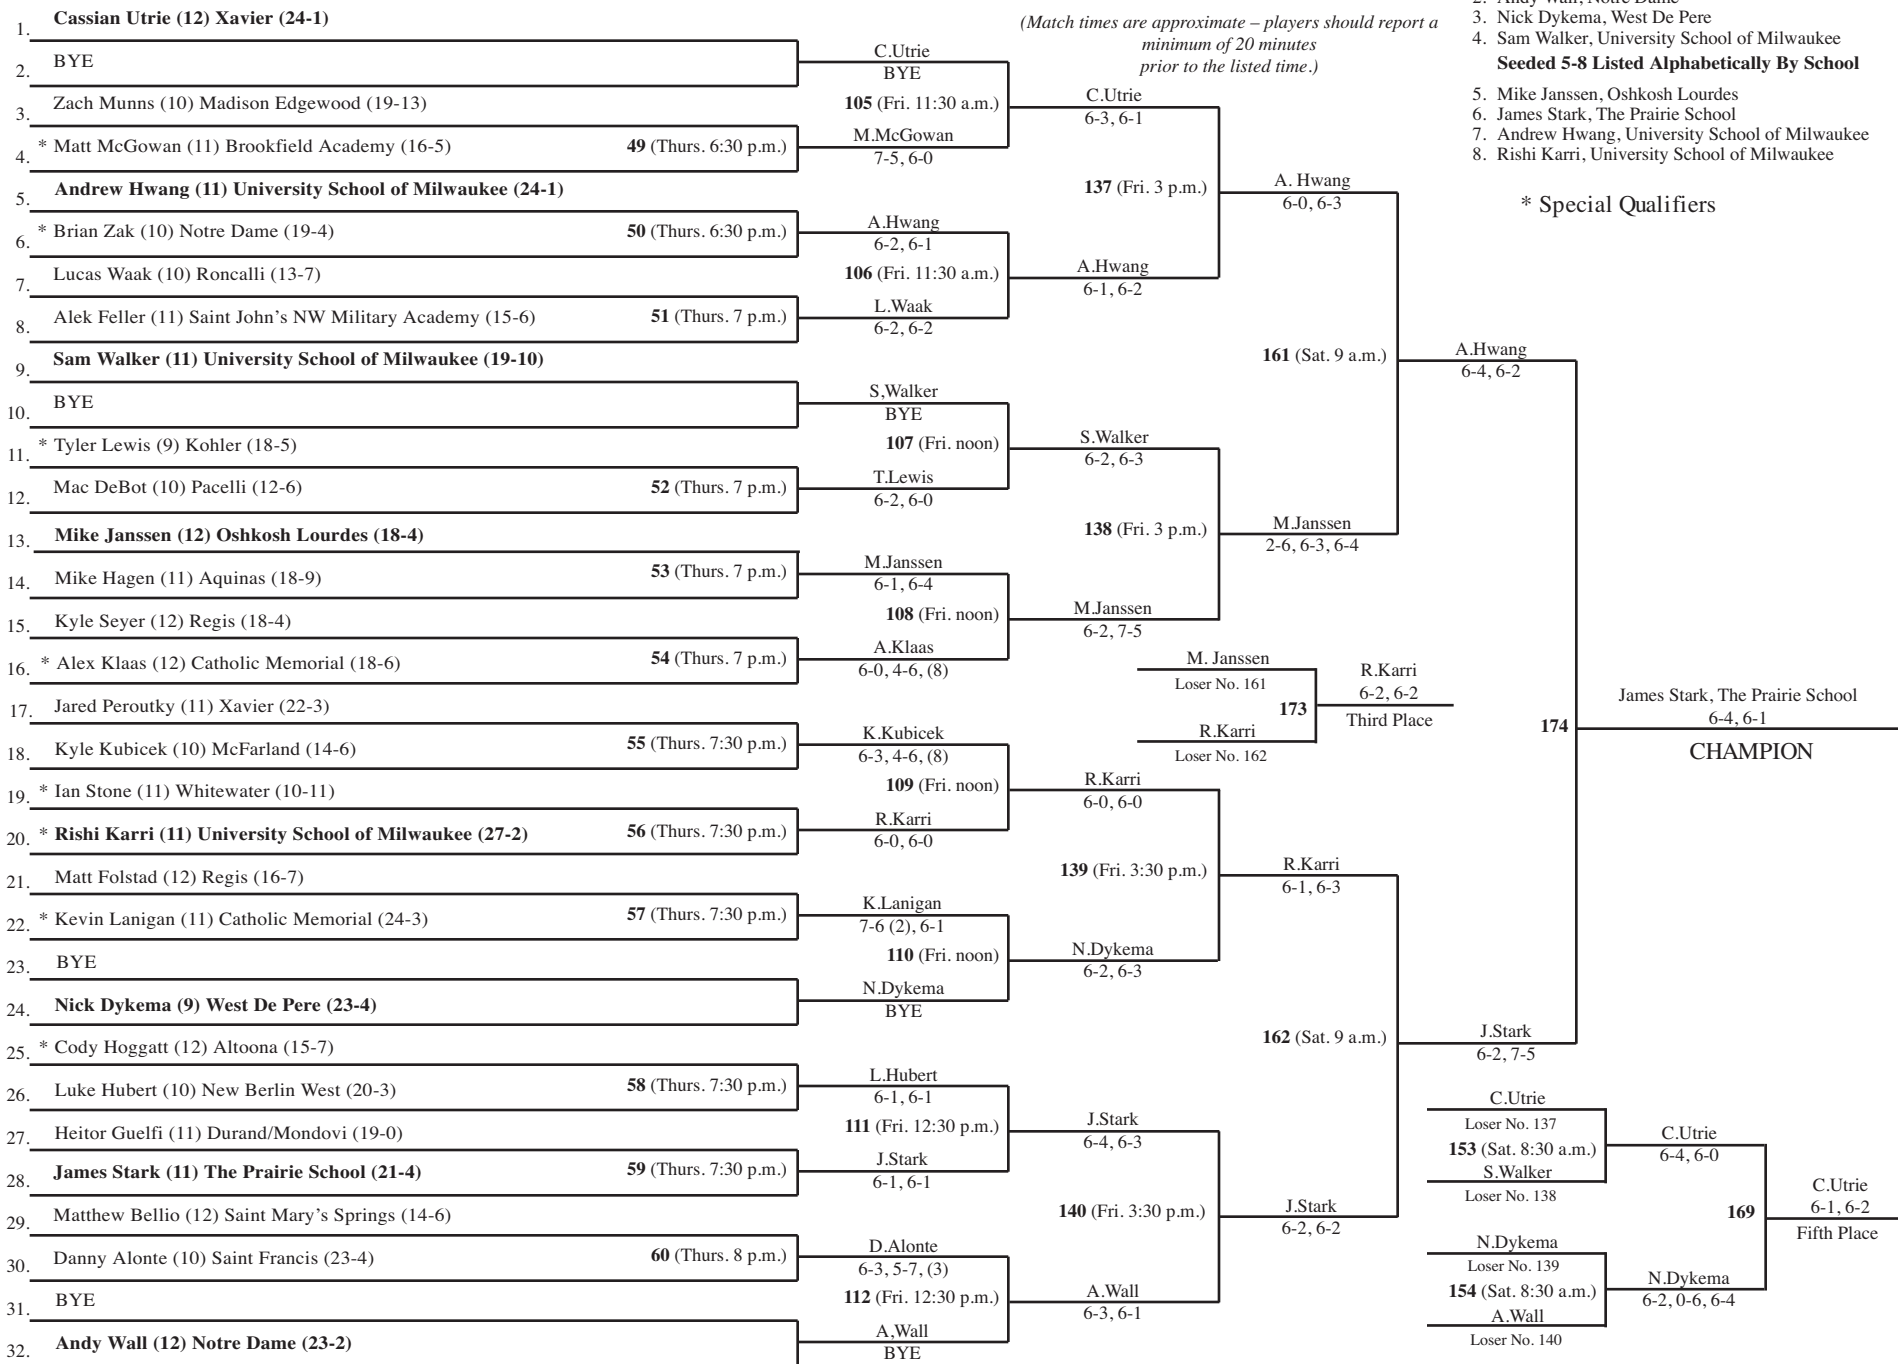 1. Cassian Utrie (12) Xavier (24-1)
2. BYE
3. Zach Munns (10) Madison Edgewood (19-13)
4. * Matt McGowan (11) Brookfield Academy (16-5)
49 (Thurs. 6:30 p.m.)
5. Andrew Hwang (11) University School of Milwaukee (24-1)
6. * Brian Zak (10) Notre Dame (19-4)
50 (Thurs. 6:30 p.m.)
7. Lucas Waak (10) Roncalli (13-7)
8. Alek Feller (11) Saint John's NW Military Academy (15-6)
51 (Thurs. 7 p.m.)
9. Sam Walker (11) University School of Milwaukee (19-10)
10. BYE
11. * Tyler Lewis (9) Kohler (18-5)
12. Mac DeBot (10) Pacelli (12-6)
52 (Thurs. 7 p.m.)
13. Mike Janssen (12) Oshkosh Lourdes (18-4)
14. Mike Hagen (11) Aquinas (18-9)
53 (Thurs. 7 p.m.)
15. Kyle Seyer (12) Regis (18-4)
16. * Alex Klaas (12) Catholic Memorial (18-6)
54 (Thurs. 7 p.m.)
17. Jared Peroutky (11) Xavier (22-3)
18. Kyle Kubicek (10) McFarland (14-6)
55 (Thurs. 7:30 p.m.)
19. * Ian Stone (11) Whitewater (10-11)
20. * Rishi Karri (11) University School of Milwaukee (27-2)
56 (Thurs. 7:30 p.m.)
21. Matt Folstad (12) Regis (16-7)
22. * Kevin Lanigan (11) Catholic Memorial (24-3)
57 (Thurs. 7:30 p.m.)
23. BYE
24. Nick Dykema (9) West De Pere (23-4)
25. * Cody Hoggatt (12) Altoona (15-7)
26. Luke Hubert (10) New Berlin West (20-3)
58 (Thurs. 7:30 p.m.)
27. Heitor Guelfi (11) Durand/Mondovi (19-0)
28. James Stark (11) The Prairie School (21-4)
59 (Thurs. 7:30 p.m.)
29. Matthew Bellio (12) Saint Mary's Springs (14-6)
30. Danny Alonte (10) Saint Francis (23-4)
60 (Thurs. 8 p.m.)
31. BYE
32. Andy Wall (12) Notre Dame (23-2)
C.Utrie
BYE
105 (Fri. 11:30 a.m.)
M.McGowan
7-5, 6-0
A.Hwang
6-2, 6-1
106 (Fri. 11:30 a.m.)
L.Waak
6-2, 6-2
S,Walker
BYE
107 (Fri. noon)
T.Lewis
6-2, 6-0
M.Janssen
6-1, 6-4
108 (Fri. noon)
A.Klaas
6-0, 4-6, (8)
K.Kubicek
6-3, 4-6, (8)
109 (Fri. noon)
R.Karri
6-0, 6-0
K.Lanigan
7-6 (2), 6-1
110 (Fri. noon)
N.Dykema
BYE
L.Hubert
6-1, 6-1
111 (Fri. 12:30 p.m.)
J.Stark
6-1, 6-1
D.Alonte
6-3, 5-7, (3)
112 (Fri. 12:30 p.m.)
A,Wall
BYE
(Match times are approximate – players should report a
minimum of 20 minutes
prior to the listed time.)
C.Utrie
6-3, 6-1
137 (Fri. 3 p.m.)
A.Hwang
6-1, 6-2
S.Walker
6-2, 6-3
138 (Fri. 3 p.m.)
M.Janssen
6-2, 7-5
R.Karri
6-0, 6-0
139 (Fri. 3:30 p.m.)
N.Dykema
6-2, 6-3
J.Stark
6-4, 6-3
140 (Fri. 3:30 p.m.)
A.Wall
6-3, 6-1
A. Hwang
6-0, 6-3
161 (Sat. 9 a.m.)
M.Janssen
2-6, 6-3, 6-4
R.Karri
6-1, 6-3
162 (Sat. 9 a.m.)
J.Stark
6-2, 6-2
A.Hwang
6-4, 6-2
174
J.Stark
6-2, 7-5
James Stark, The Prairie School
6-4, 6-1
CHAMPION
M. Janssen
Loser No. 161
173
R.Karri
Loser No. 162
R.Karri
6-2, 6-2
Third Place
C.Utrie
Loser No. 137
153 (Sat. 8:30 a.m.)
S.Walker
Loser No. 138
C.Utrie
6-4, 6-0
N.Dykema
Loser No. 139
154 (Sat. 8:30 a.m.)
A.Wall
Loser No. 140
N.Dykema
6-2, 0-6, 6-4
169
C.Utrie
6-1, 6-2
Fifth Place
2. Andy Wall, Notre Dame
3. Nick Dykema, West De Pere
4. Sam Walker, University School of Milwaukee
Seeded 5-8 Listed Alphabetically By School
5. Mike Janssen, Oshkosh Lourdes
6. James Stark, The Prairie School
7. Andrew Hwang, University School of Milwaukee
8. Rishi Karri, University School of Milwaukee
* Special Qualifiers